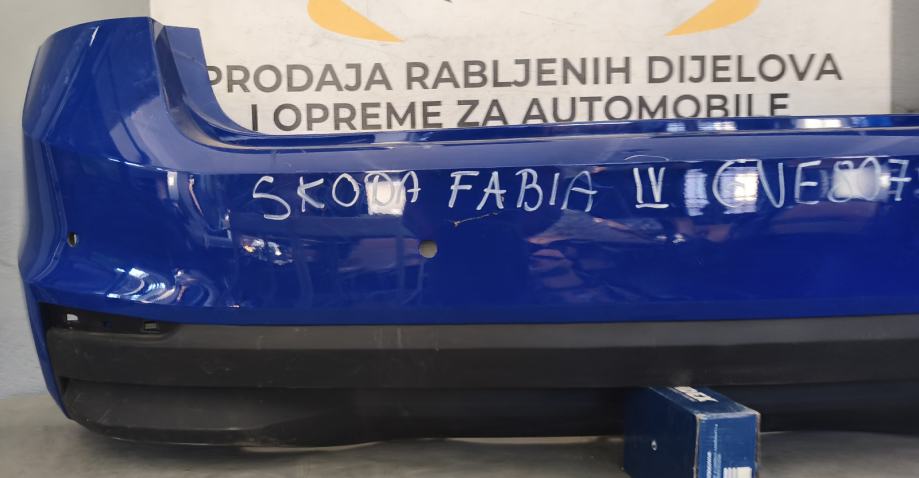 PRODAJA RABLJENIH DIJELOVA
I OPREME ZA AUTOMOBILE
SKODA FABIA IV